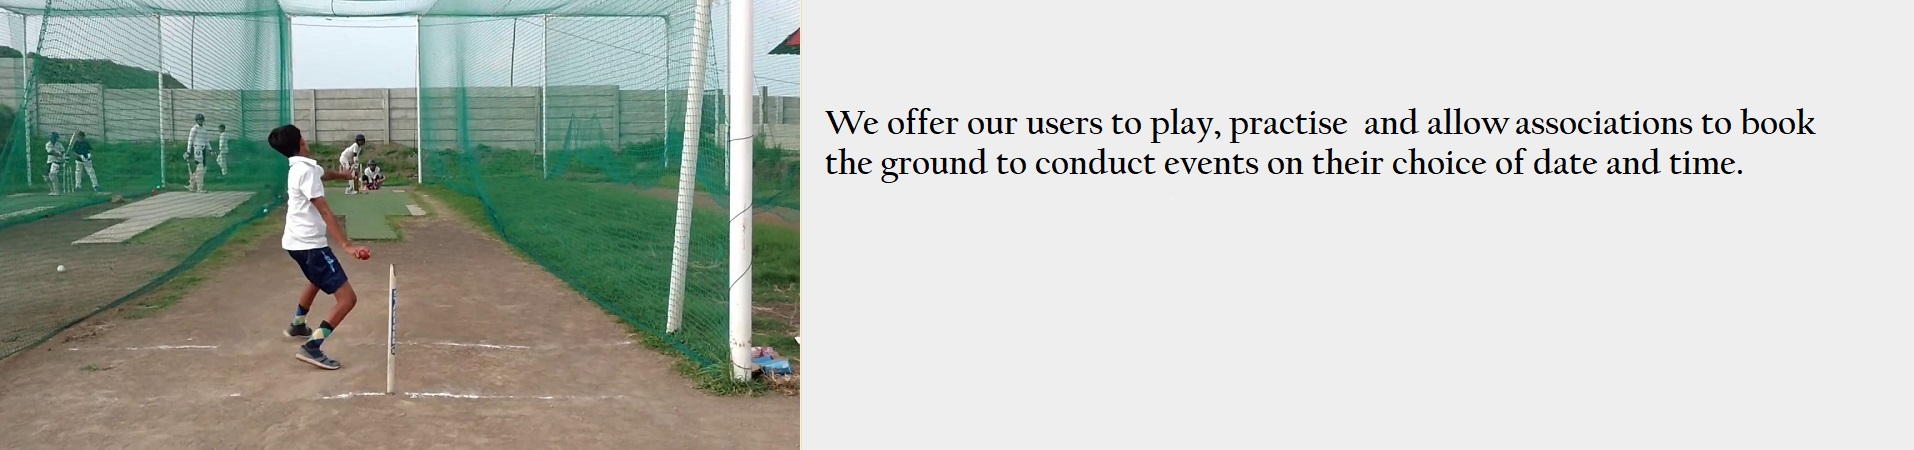 We offer our users to play, practise  and allow associations to book
the ground to conduct events on their choice of date and time.